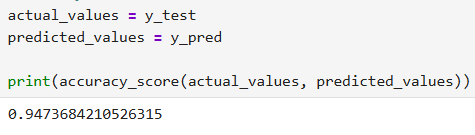 actual_values = y_test
predicted_values = y_pred
print(accuracy_score(actual_values, predicted_values))
0.9473684210526315